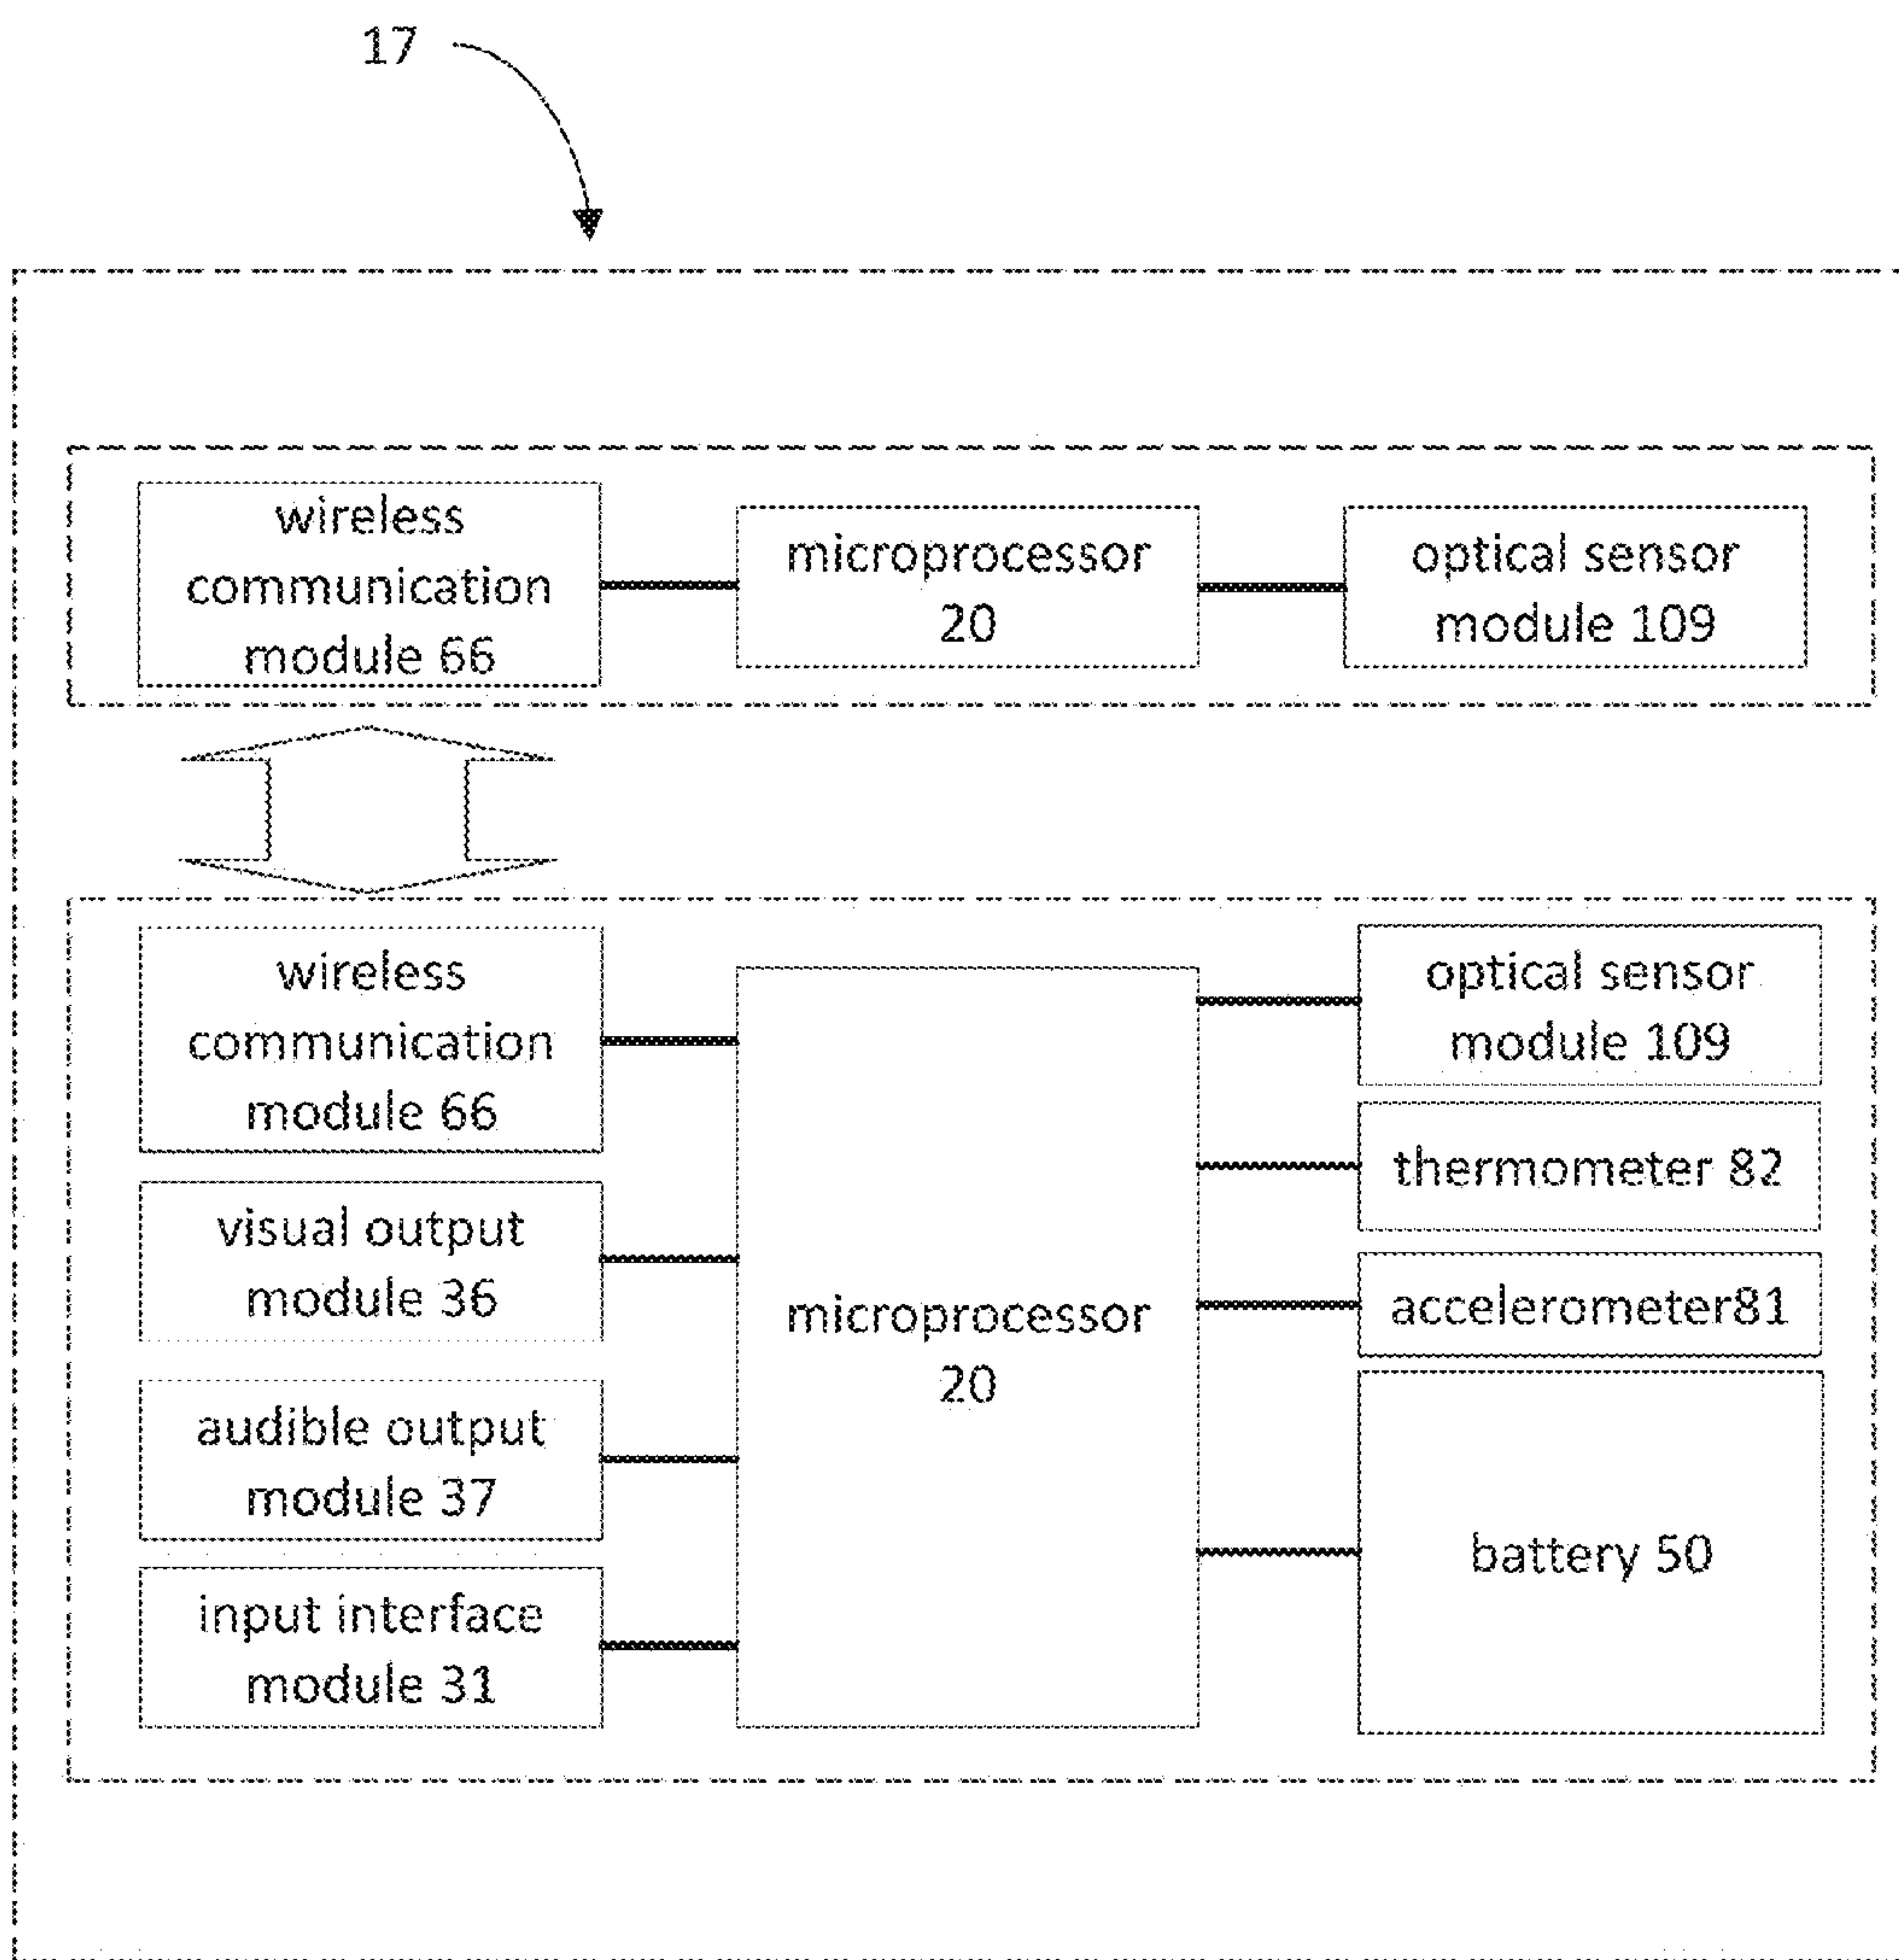 17
wireless
communication
module 66
microprocessor
20
optical sensor
module 109
wireless
communication
module 66
visual output
module 36
audible output
module 37
input interface
module 31
microprocessor
20
optical sensor
module 109
thermometer 82
accelerometer81
battery 50